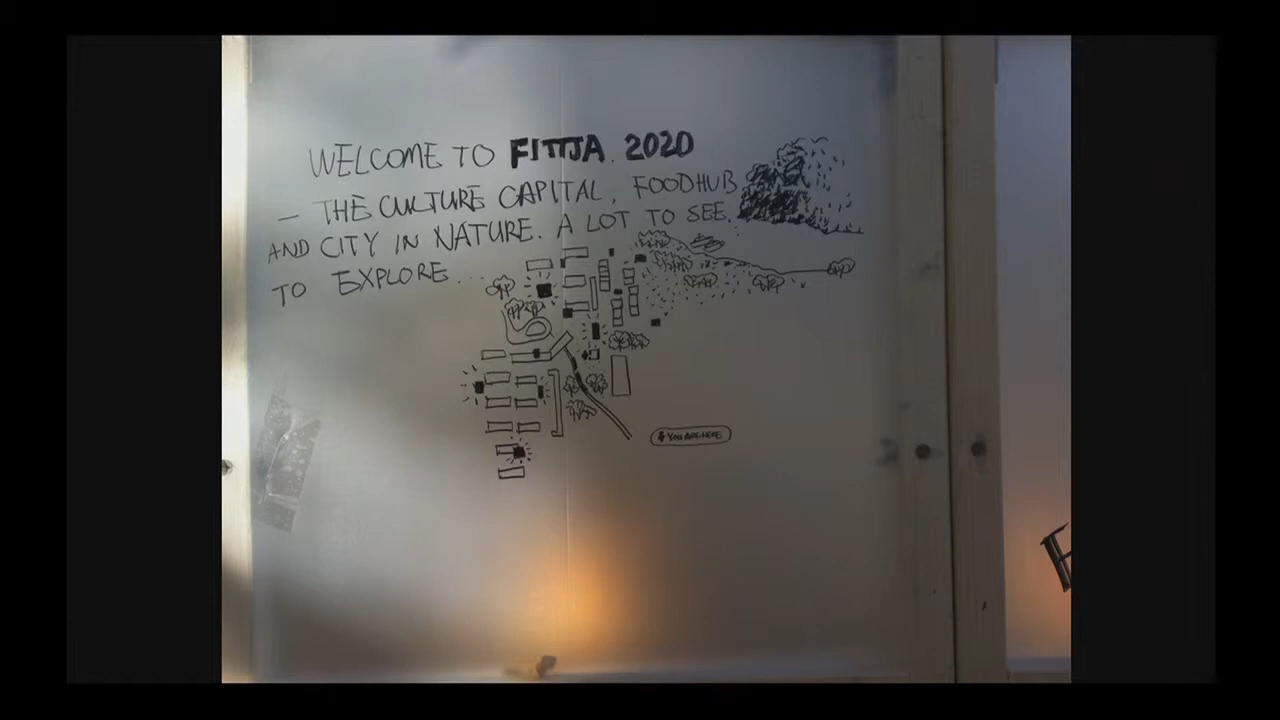 WELCOME TO FITTJA. 2020
— THE CULTURE CAPITAL, FOODHUB
AND CITY IN NATURE. A LOT TO SEE.
TO EXPLORE...
YOU ARE HERE